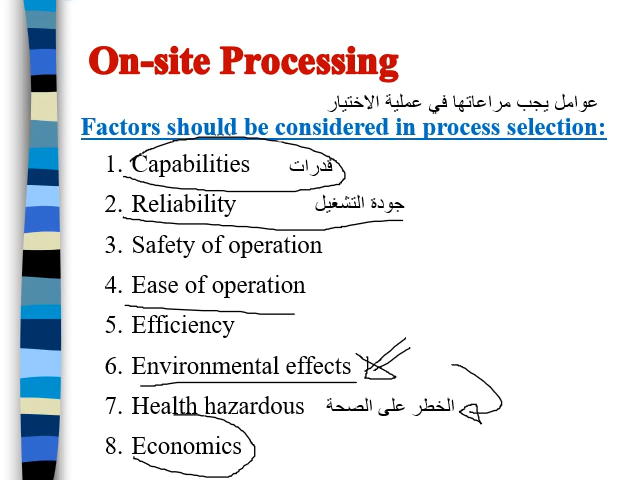 On-site Processing
عوامل يجب مراعاتها في عملية الاختيار
Factors should be considered in process selection:
1. Capabilities قدرات
2. Reliability جودة التشغيل
3. Safety of operation
4. Ease of operation
5. Efficiency
6. Environmental effects
7. Health hazardous الخطر على الصحة
8. Economics